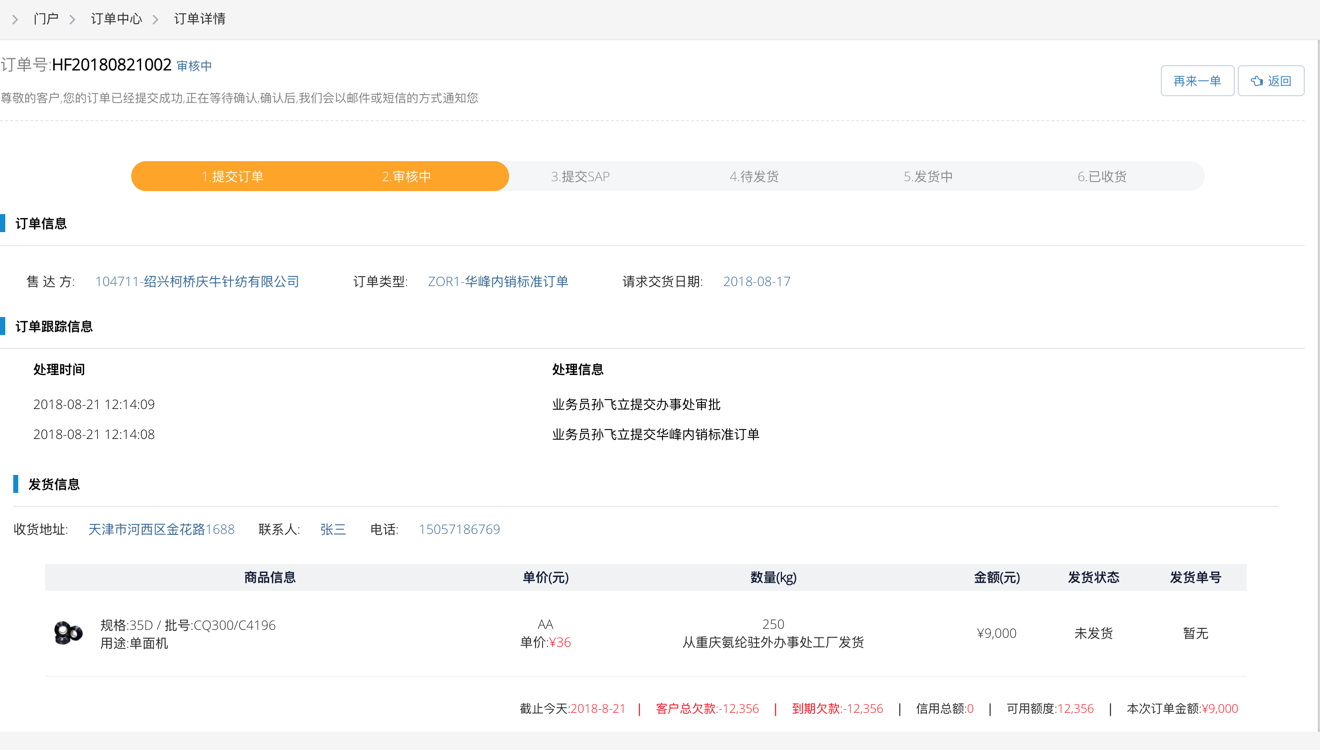 门户 订单中心 订单详情
订单号:HF20180821002 审核中
再来一单 返回
尊敬的客户,您的订单已经提交成功,正在等待确认,确认后,我们会以邮件或短信的方式通知您
1.提交订单 2.审核中 3.提交SAP 4.待发货 5.发货中 6.已收货
订单信息
售 达 方: 104711-绍兴柯桥庆牛针纺有限公司 订单类型: ZOR1-华峰内销标准订单 请求交货日期: 2018-08-17
订单跟踪信息
处理时间 处理信息
2018-08-21 12:14:09 业务员孙飞立提交办事处审批
2018-08-21 12:14:08 业务员孙飞立提交华峰内销标准订单
发货信息
收货地址: 天津市河西区金花路1688 联系人: 张三 电话: 15057186769
商品信息 单价(元) 数量(kg) 金额(元) 发货状态 发货单号
规格:35D / 批号:CQ300/C4196 AA 250
¥9,000 未发货 暂无
用途:单面机 单价:¥36 从重庆氨纶驻外办事处工厂发货
截止今天:2018-8-21 | 客户总欠款:-12,356 | 到期欠款:-12,356 | 信用总额:0 | 可用额度:12,356 | 本次订单金额:¥9,000